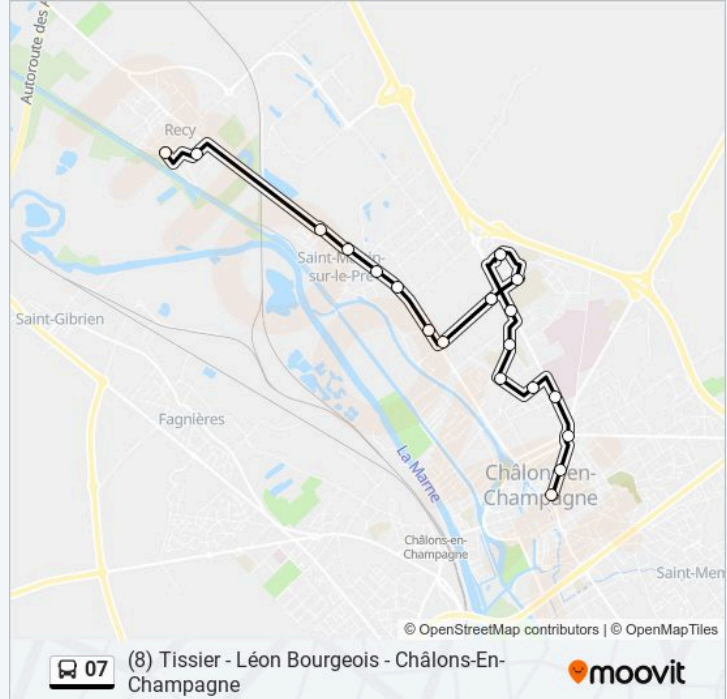 Autoroute des A
Recy
Saint-Martin-
sur-le-Pré
Saint-Gibrien
Fagnières
La Marne
Châlons-en-
Champagne
Châlons-en-
Champagne
Saint-Mem
© OpenStreetMap contributors | © OpenMapTiles
07
(8) Tissier - Léon Bourgeois - Châlons-En-
Champagne
moovit